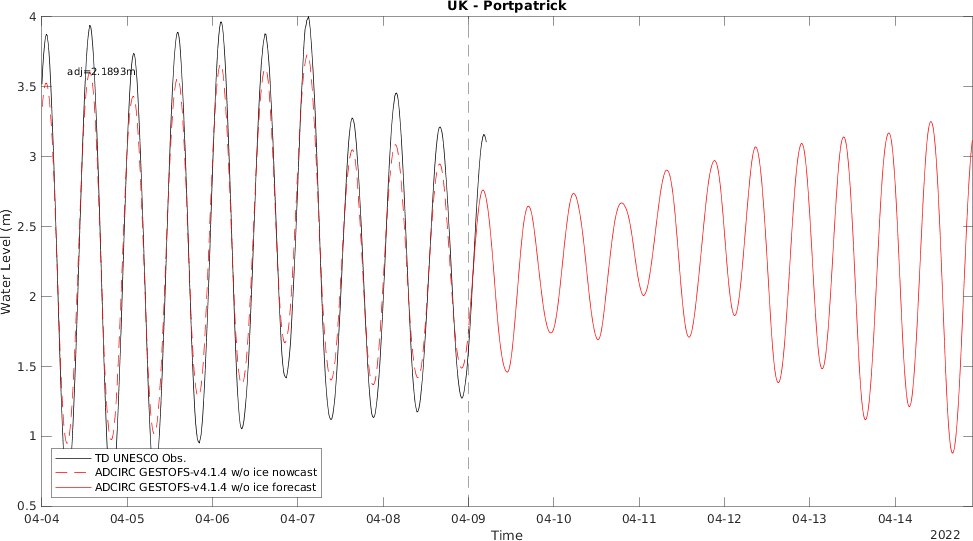 UK - Portpatrick
4
3.5
3
2.5
2
1.5
1
0.5
Water Level (m)
adj=2.1893m
TD UNESCO Obs.
ADCIRC GESTOFS-v4.1.4 w/o ice nowcast
ADCIRC GESTOFS-v4.1.4 w/o ice forecast
04-04 04-05 04-06 04-07 04-08 04-09 04-10 04-11 04-12 04-13 04-14
Time
2022